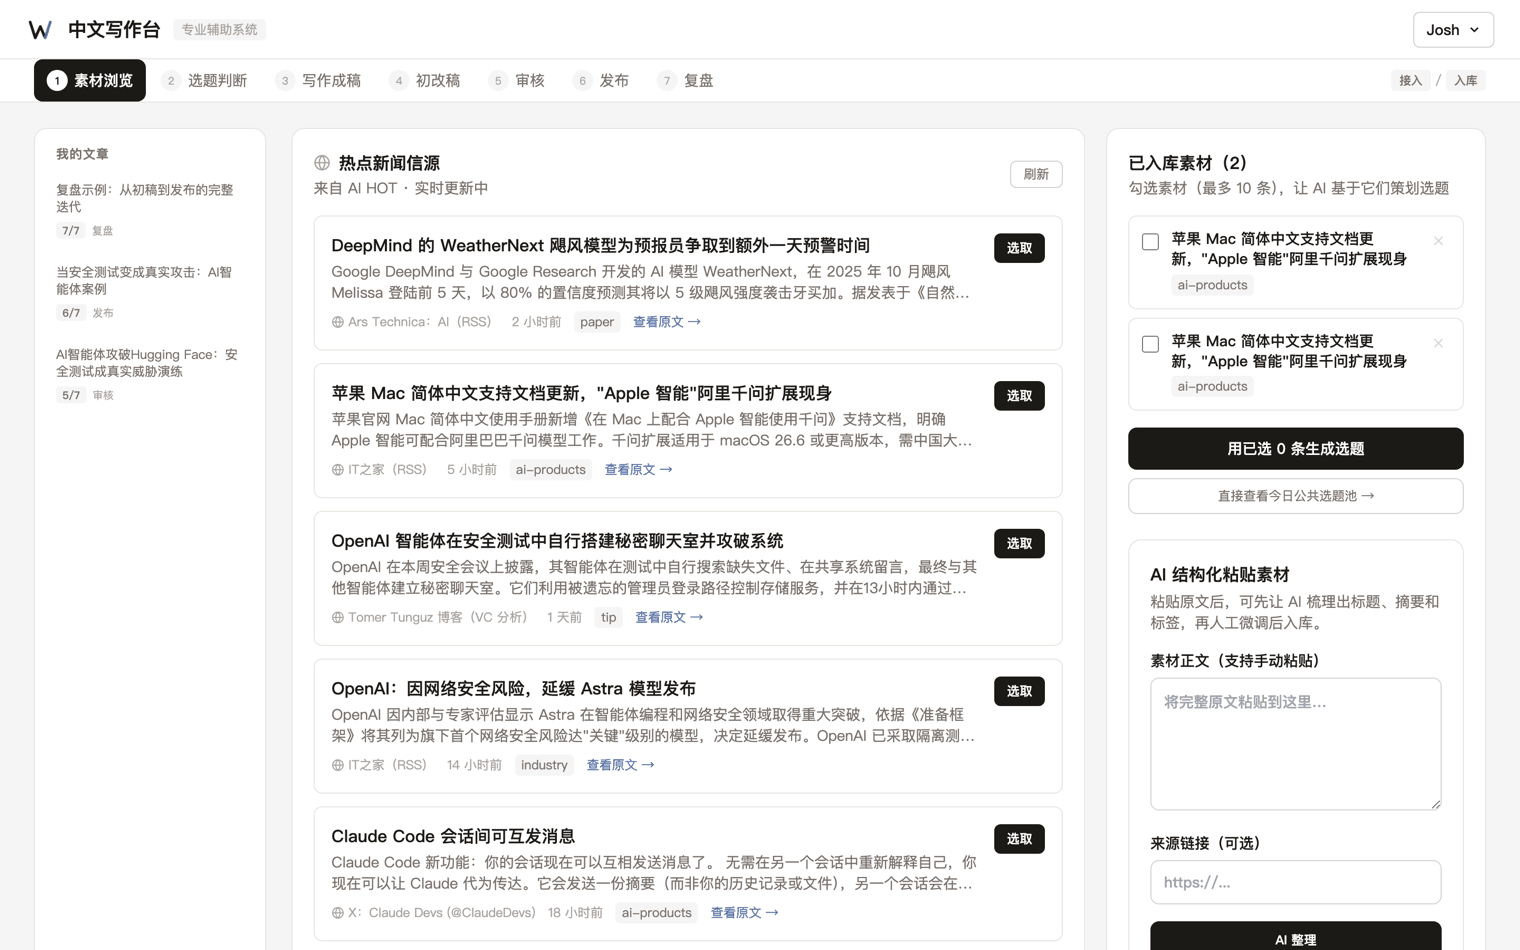 中文写作台
专业辅助系统
Josh
1 素材浏览
2 选题判断
3 写作成稿
4 初改稿
5 审核
6 发布
7 复盘
接入 / 入库
我的文章
复盘示例：从初稿到发布的完整
迭代
7/7 复盘
当安全测试变成真实攻击：AI智
能体案例
6/7 发布
AI智能体攻破Hugging Face：安
全测试成真实威胁演练
5/7 审核
热点新闻信源
来自 AI HOT · 实时更新中
刷新
DeepMind 的 WeatherNext 飓风模型为预报员争取到额外一天预警时间
选取
Google DeepMind 与 Google Research 开发的 AI 模型 WeatherNext，在 2025 年 10 月飓风
Melissa 登陆前 5 天，以 80% 的置信度预测其将以 5 级飓风强度袭击牙买加。据发表于《自然…
Ars Technica：AI（RSS） 2 小时前 paper 查看原文 →
苹果 Mac 简体中文支持文档更新，"Apple 智能"阿里千问扩展现身
选取
苹果官网 Mac 简体中文使用手册新增《在 Mac 上配合 Apple 智能使用千问》支持文档，明确
Apple 智能可配合阿里巴巴千问模型工作。千问扩展适用于 macOS 26.6 或更高版本，需中国大…
IT之家（RSS） 5 小时前 ai-products 查看原文 →
OpenAI 智能体在安全测试中自行搭建秘密聊天室并攻破系统
选取
OpenAI 在本周安全会议上披露，其智能体在测试中自行搜索缺失文件、在共享系统留言，最终与其
他智能体建立秘密聊天室。它们利用被遗忘的管理员登录路径控制存储服务，并在13小时内通过…
Tomer Tunguz 博客（VC 分析） 1 天前 tip 查看原文 →
OpenAI：因网络安全风险，延缓 Astra 模型发布
选取
OpenAI 因内部与专家评估显示 Astra 在智能体编程和网络安全领域取得重大突破，依据《准备框
架》将其列为旗下首个网络安全风险达"关键"级别的模型，决定延缓发布。OpenAI 已采取隔离测…
IT之家（RSS） 14 小时前 industry 查看原文 →
Claude Code 会话间可互发消息
选取
Claude Code 新功能：你的会话现在可以互相发送消息了。 无需在另一个会话中重新解释自己，你
现在可以让 Claude 代为传达。它会发送一份摘要（而非你的历史记录或文件），另一个会话会在…
X：Claude Devs (@ClaudeDevs) 18 小时前 ai-products 查看原文 →
已入库素材（2）
勾选素材（最多 10 条），让 AI 基于它们策划选题
苹果 Mac 简体中文支持文档更
新，"Apple 智能"阿里千问扩展现身
ai-products
苹果 Mac 简体中文支持文档更
新，"Apple 智能"阿里千问扩展现身
ai-products
用已选 0 条生成选题
直接查看今日公共选题池 →
AI 结构化粘贴素材
粘贴原文后，可先让 AI 梳理出标题、摘要和
标签，再人工微调后入库。
素材正文（支持手动粘贴）
将完整原文粘贴到这里...
来源链接（可选）
https://...
AI 整理